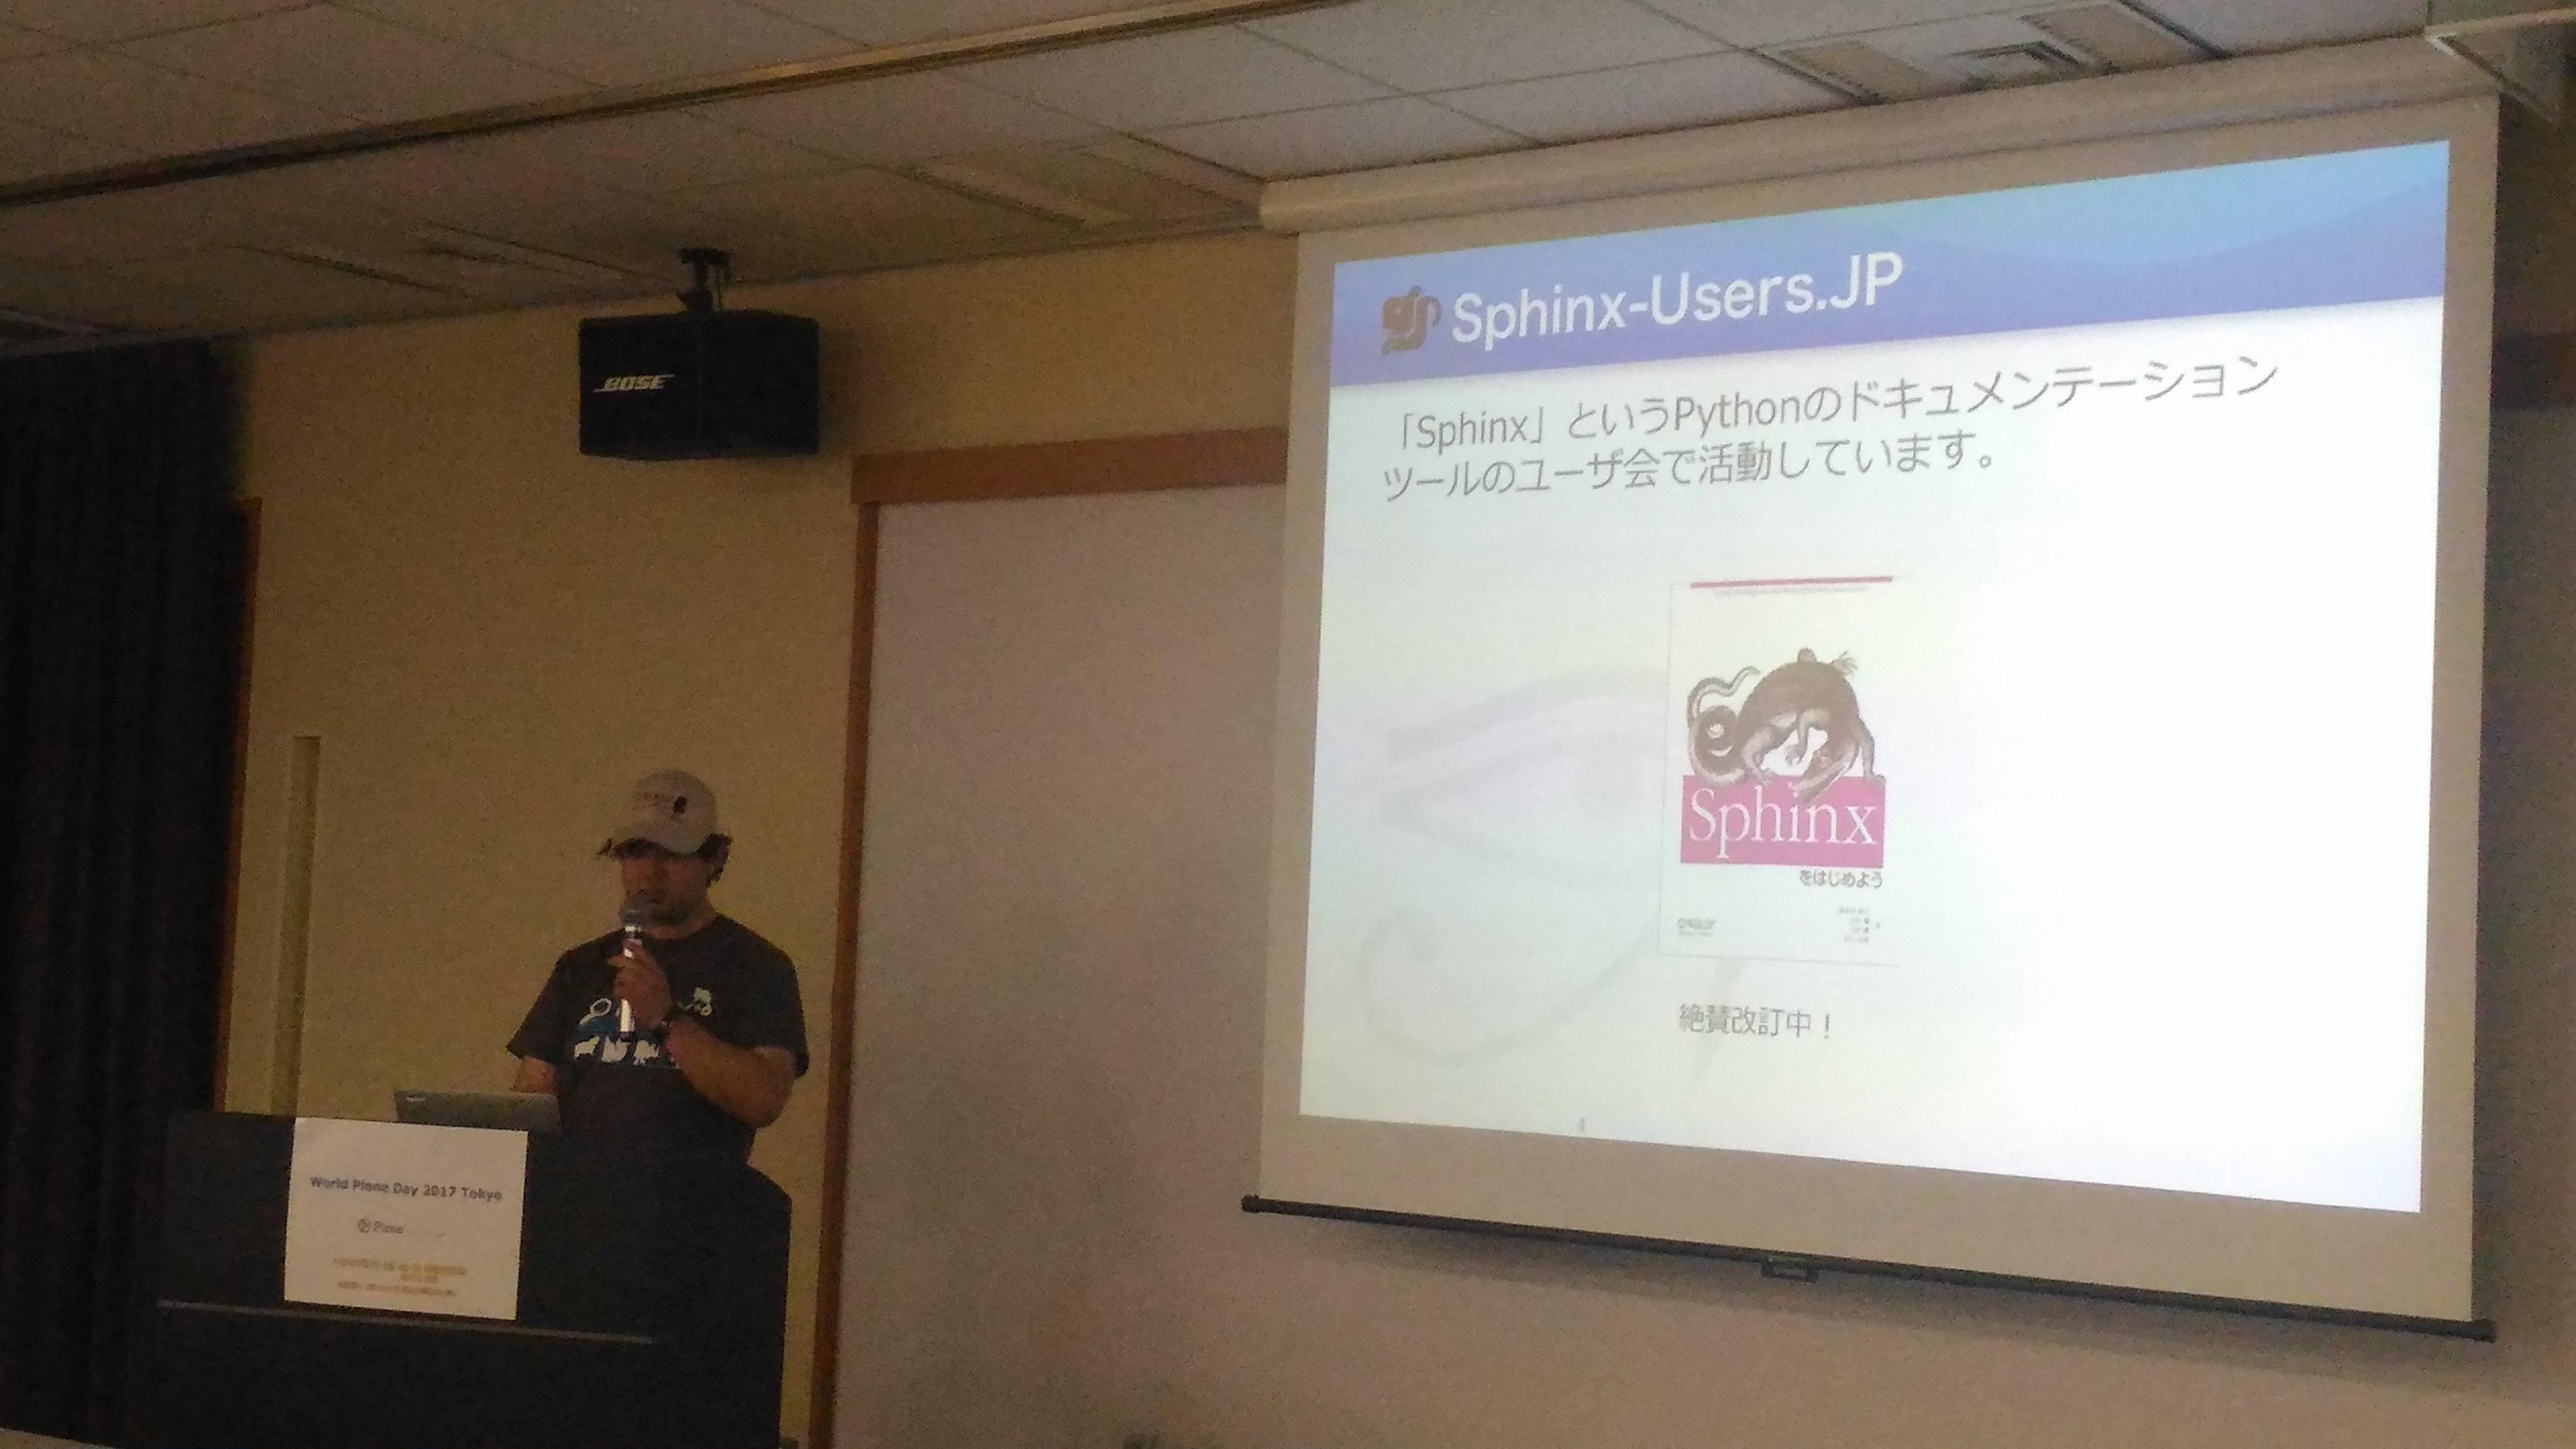 BOSE
Sphinx-Users.JP
「Sphinx」というPythonのドキュメンテーション
ツールのユーザ会で活動しています。
Sphinx
をはじめよう
O'REILLY
絶賛改訂中！
4
World Plone Day 2017 Tokyo
Plone